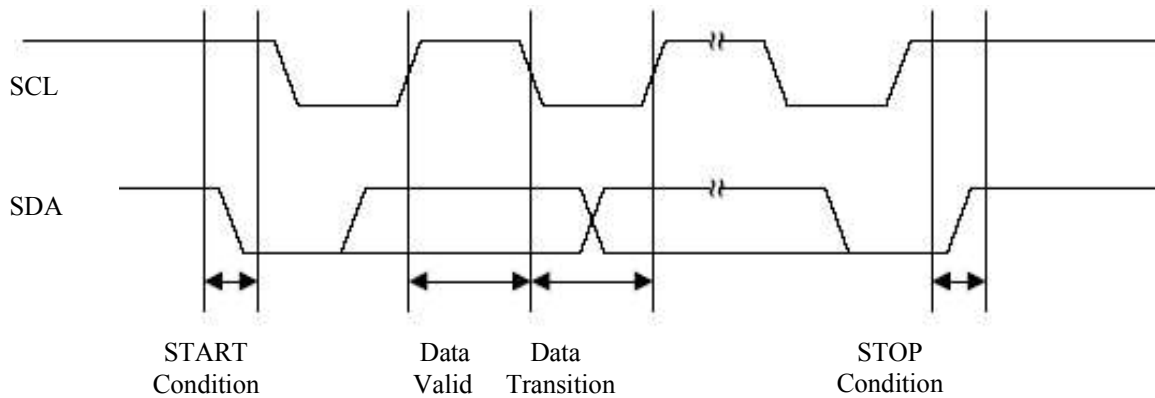 SCL
SDA
START Data Data STOP
Condition Valid Transition Condition